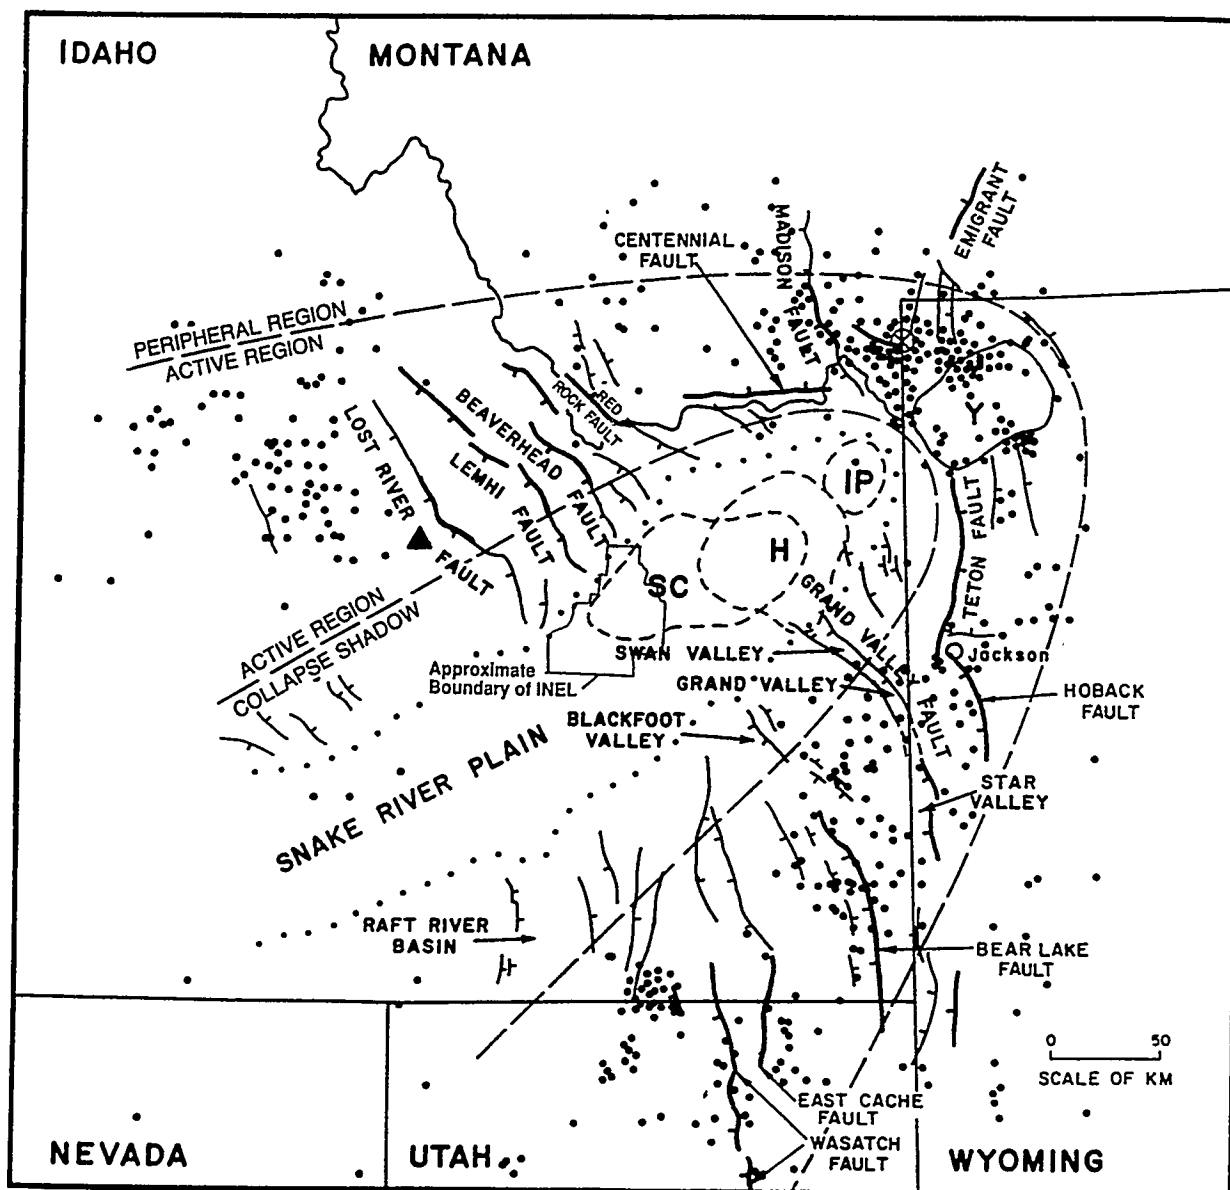 IDAHO
MONTANA
EMIGRANT
FAULT
MADISON
FAULT
CENTENNIAL
FAULT
PERIPHERAL REGION
ACTIVE REGION
RED
ROCK FAULT
BEAVERHEAD
FAULT
LOST RIVER
FAULT
LEMHI
FAULT
Y
IP
H
SC
TETON FAULT
GRAND VALLEY
FAULT
ACTIVE REGION
COLLAPSE SHADOW
Approximate
Boundary of INEL
SWAN VALLEY
Jackson
GRAND VALLEY
HOBACK
FAULT
BLACKFOOT
VALLEY
SNAKE RIVER PLAIN
STAR
VALLEY
RAFT RIVER
BASIN
BEAR LAKE
FAULT
0 50
SCALE OF KM
EAST CACHE
FAULT
WASATCH
FAULT
NEVADA
UTAH
WYOMING